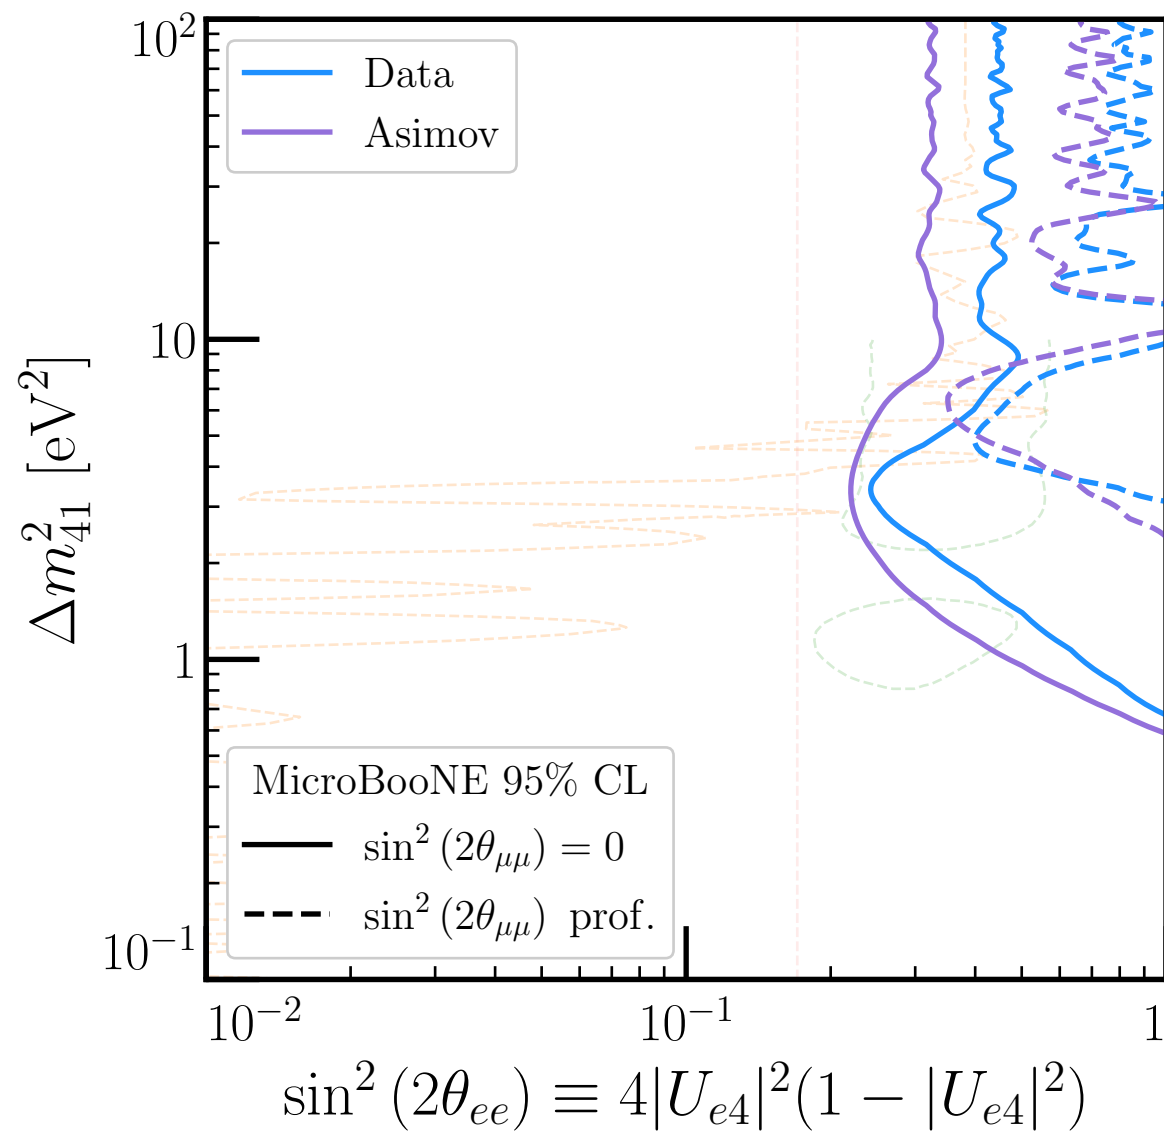 10²
Data
Asimov
10
Δm²₄₁ [eV²]
1
MicroBooNE 95% CL
sin² (2θ_μμ) = 0
sin² (2θ_μμ) prof.
10⁻¹
10⁻² 10⁻¹ 1
sin² (2θ_ee) ≡ 4|U_e4|²(1 − |U_e4|²)